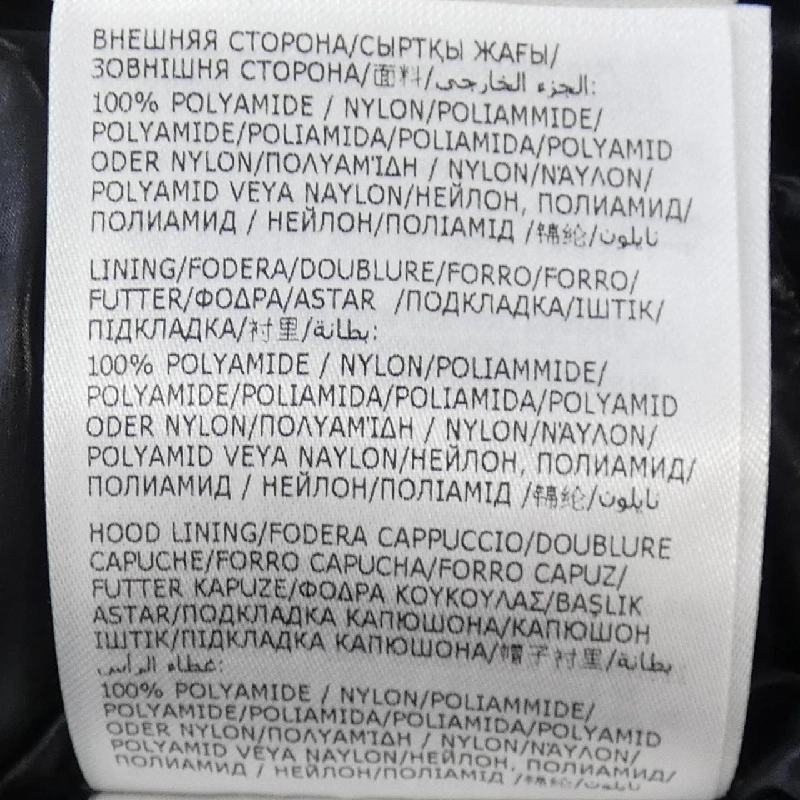 ВНЕШНЯЯ СТОРОНА/СЫРТҚЫ ЖАҒЫ/
ЗОВНІШНЯ СТОРОНА/面料/الجزء الخارجي:
100% POLYAMIDE / NYLON/POLIAMMIDE/
POLYAMIDE/POLIAMIDA/POLIAMIDA/POLYAMID
ODER NYLON/ΠΟΛΥΑΜΊΔΗ / NYLON/ΝΆΥΛΟΝ/
POLYAMID VEYA NAYLON/НЕЙЛОН, ПОЛИАМИД/
ПОЛИАМИД / НЕЙЛОН/ПОЛІАМІД /锦纶/نايلون
LINING/FODERA/DOUBLURE/FORRO/FORRO/
FUTTER/ΦΟΔΡΑ/ASTAR /ПОДКЛАДКА/ІШТІК/
ПІДКЛАДКА/衬里/بطانة:
100% POLYAMIDE / NYLON/POLIAMMIDE/
POLYAMIDE/POLIAMIDA/POLIAMIDA/POLYAMID
ODER NYLON/ΠΟΛΥΑΜΊΔΗ / NYLON/ΝΆΥΛΟΝ/
POLYAMID VEYA NAYLON/НЕЙЛОН, ПОЛИАМИД/
ПОЛИАМИД / НЕЙЛОН/ПОЛІАМІД /锦纶/نايلون
HOOD LINING/FODERA CAPPUCCIO/DOUBLURE
CAPUCHE/FORRO CAPUCHA/FORRO CAPUZ/
FUTTER KAPUZE/ΦΟΔΡΑ ΚΟΥΚΟΥΛΑΣ/BAŞLIK
ASTAR/ПОДКЛАДКА КАПЮШОНА/КАПЮШОН
ІШТІК/ПІДКЛАДКА КАПЮШОНА/帽子衬里/بطانة
غطاء الرأس:
100% POLYAMIDE / NYLON/POLIAMMIDE/
POLYAMIDE/POLIAMIDA/POLIAMIDA/POLYAMID
ODER NYLON/ΠΟΛΥΑΜΊΔΗ / NYLON/ΝΆΥΛΟΝ/
POLYAMID VEYA NAYLON/НЕЙЛОН, ПОЛИАМИД/
ПОЛИАМИД / НЕЙЛОН/ПОЛІАМІД /锦纶/نايلون